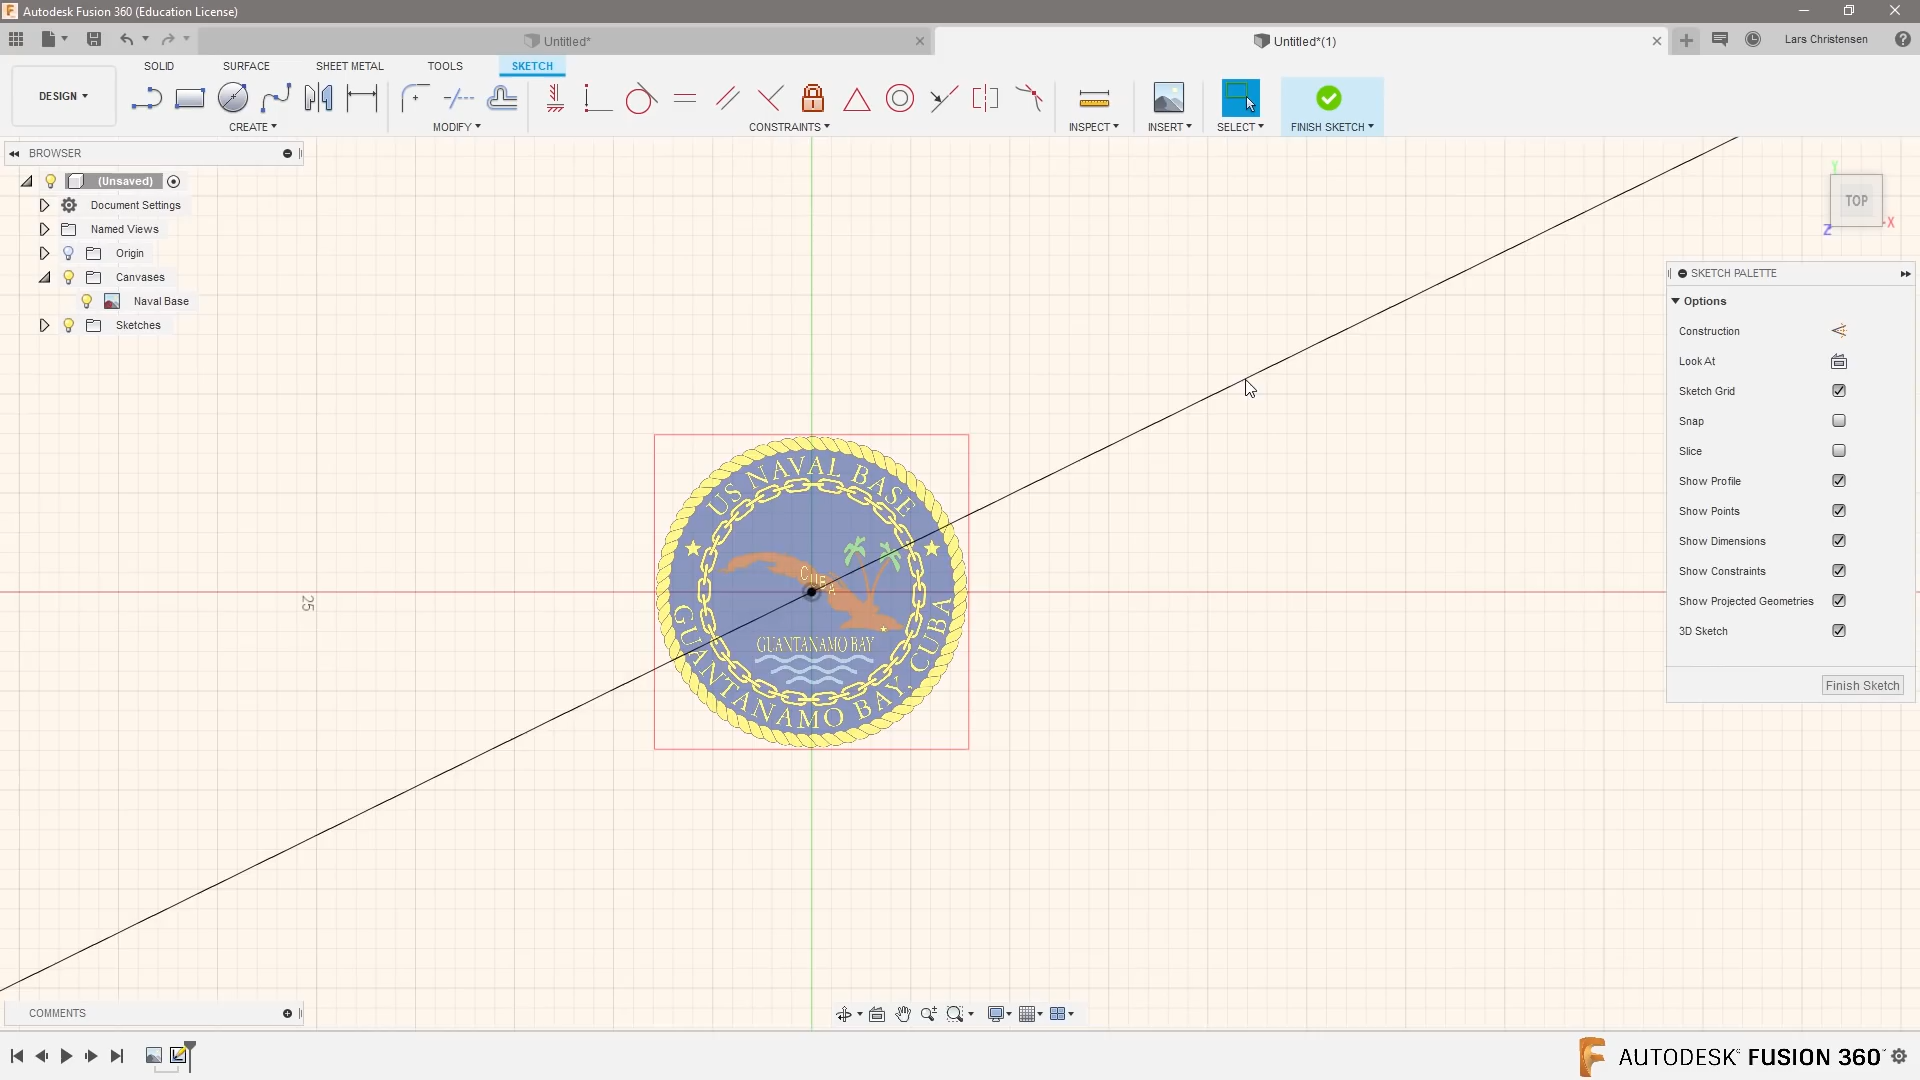 Autodesk Fusion 360 (Education License)
Untitled*
Untitled*(1)
Lars Christensen
SOLID
SURFACE
SHEET METAL
TOOLS
SKETCH
DESIGN
CREATE
MODIFY
CONSTRAINTS
INSPECT
INSERT
SELECT
FINISH SKETCH
BROWSER
(Unsaved)
Document Settings
Named Views
Origin
Canvases
Naval Base
Sketches
Y
TOP
X
Z
SKETCH PALETTE
Options
Construction
Look At
Sketch Grid
Snap
Slice
Show Profile
Show Points
Show Dimensions
Show Constraints
Show Projected Geometries
3D Sketch
Finish Sketch
25
US NAVAL BASE
CUBA
GUANTANAMO BAY
GUANTANAMO BAY, CUBA
COMMENTS
AUTODESK FUSION 360